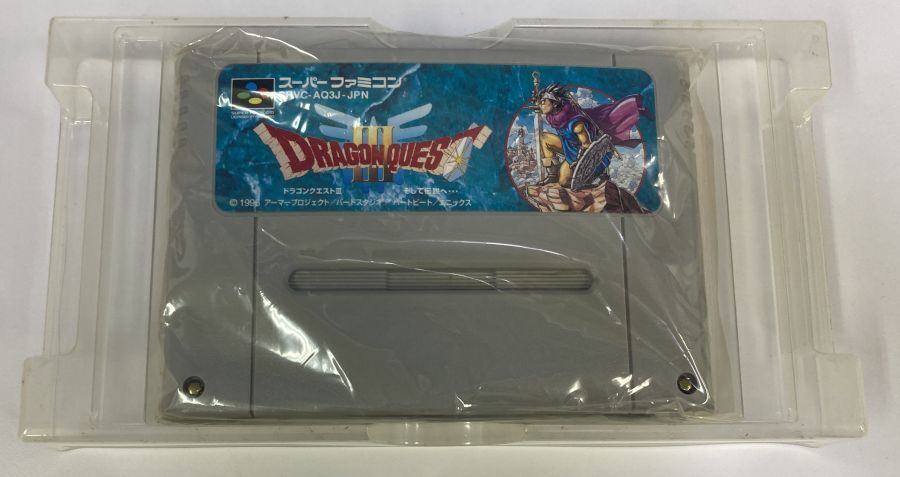 スーパーファミコン
SHVC-AQ3J-JPN
DRAGON QUEST
III
ドラゴンクエストIII そして伝説へ・・・
© 1996 アーマープロジェクト／バードスタジオ／ハートビート／エニックス